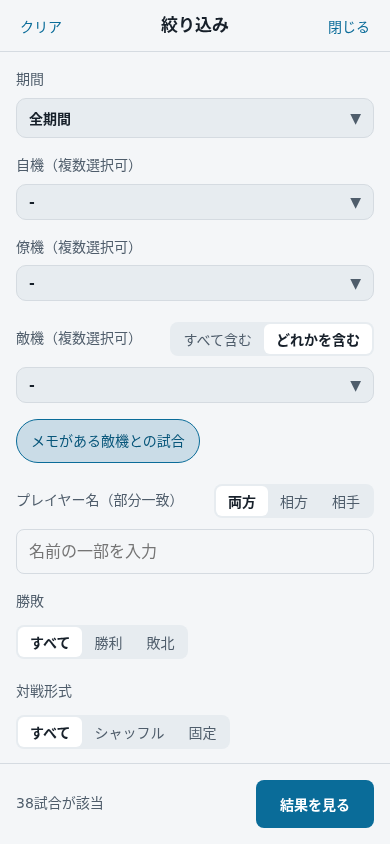 クリア 絞り込み 閉じる
期間
全期間 ▼
自機（複数選択可）
- ▼
僚機（複数選択可）
- ▼
敵機（複数選択可） すべて含む どれかを含む
- ▼
メモがある敵機との試合
プレイヤー名（部分一致） 両方 相方 相手
名前の一部を入力
勝敗
すべて 勝利 敗北
対戦形式
すべて シャッフル 固定
38試合が該当 結果を見る